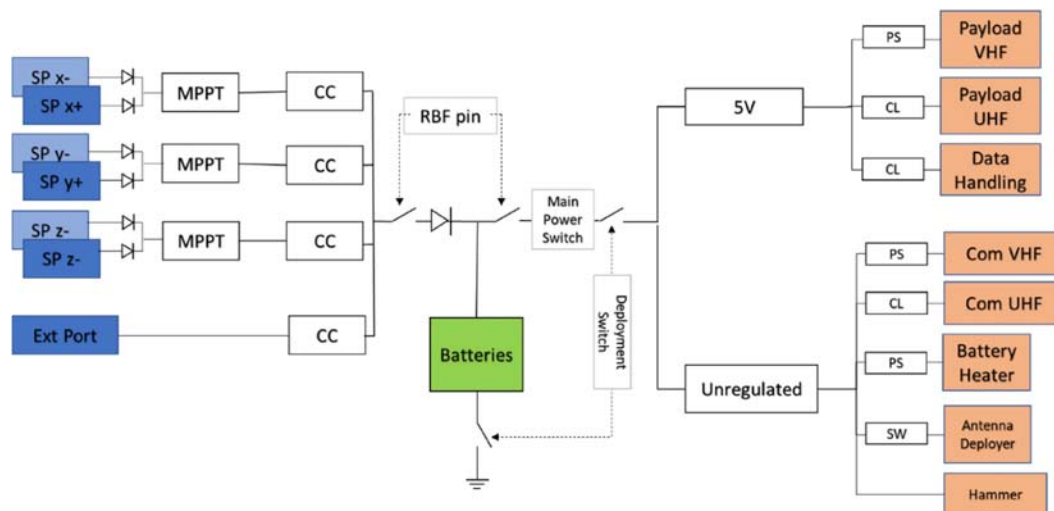 SP x-
SP x+
MPPT
CC
SP y-
SP y+
MPPT
CC
SP z-
SP z-
MPPT
CC
Ext Port
CC
RBF pin
Batteries
Main
Power
Switch
Deployment
Switch
5V
Unregulated
PS
Payload
VHF
CL
Payload
UHF
CL
Data
Handling
PS
Com VHF
CL
Com UHF
PS
Battery
Heater
SW
Antenna
Deployer
Hammer